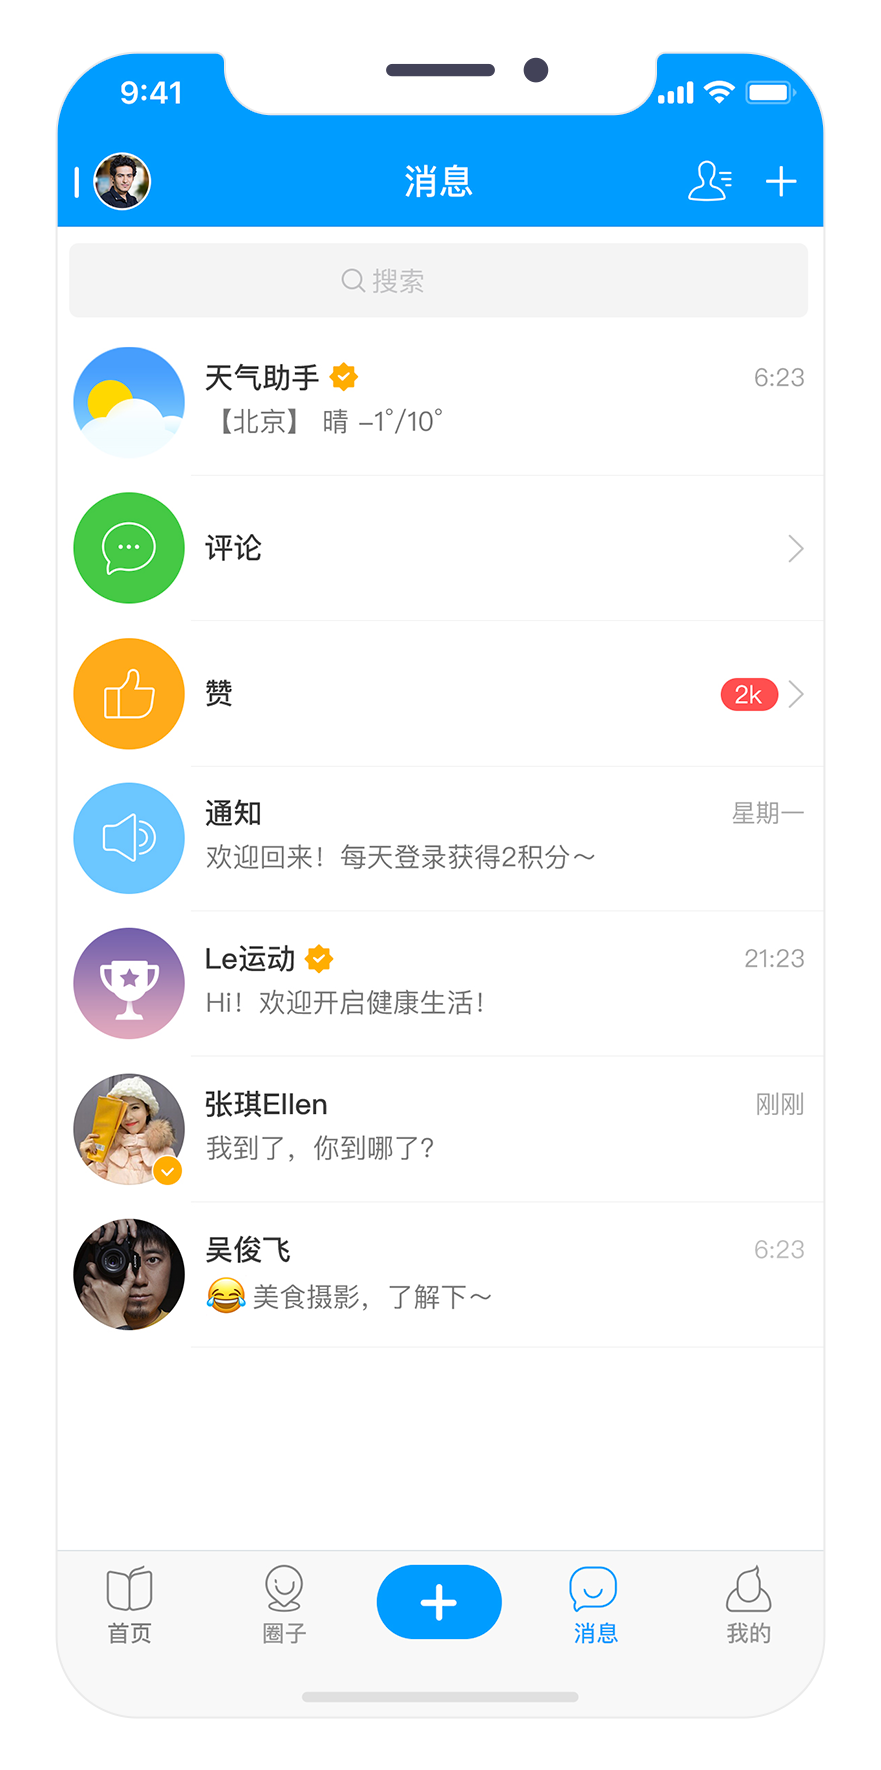 9:41
消息
搜索
天气助手 6:23
【北京】 晴 -1°/10°
评论
赞 2k
通知 星期一
欢迎回来！每天登录获得2积分～
Le运动 21:23
Hi！欢迎开启健康生活！
张琪Ellen 刚刚
我到了，你到哪了？
吴俊飞 6:23
😂 美食摄影，了解下～
首页 圈子 消息 我的